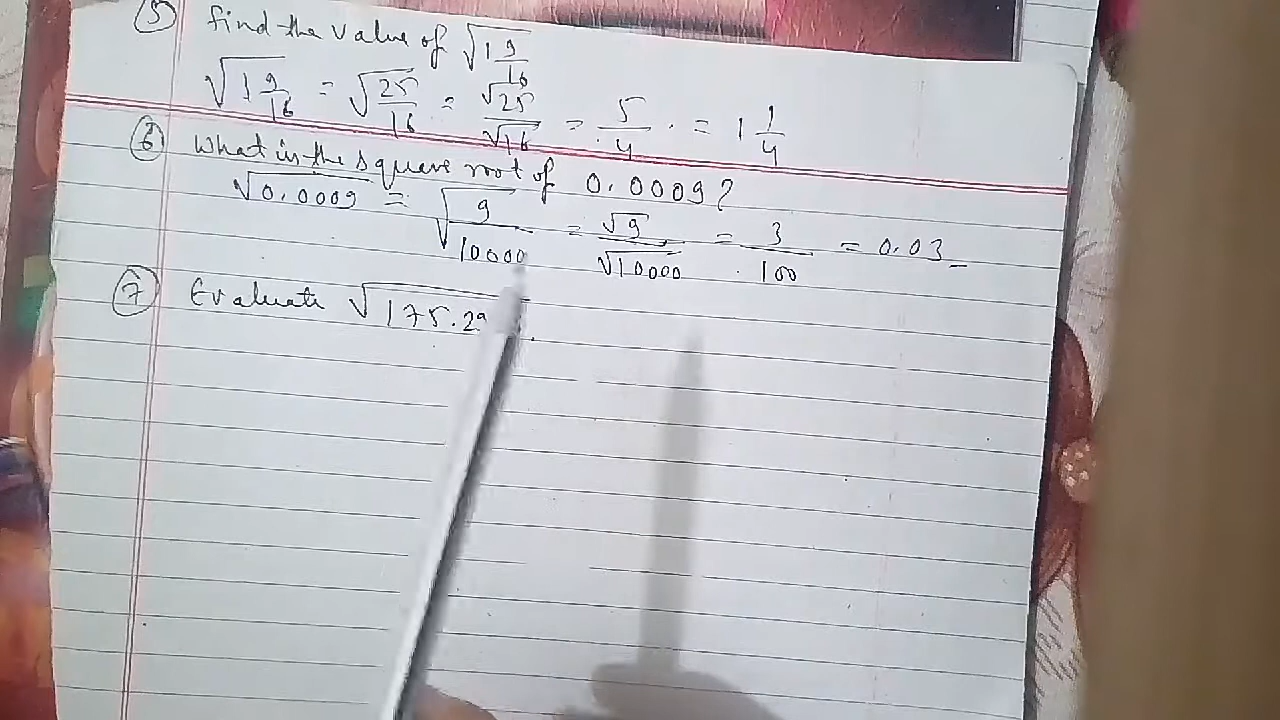 5 find the value of √1 9/16
√1 9/16 = √25/16 = √25/√16 = 5/4 . = 1 1/4
6 What is the square root of 0.0009?
√0.0009 = √9/10000 = √9/√10000 = 3/100 = 0.03
7 Evaluate √175.29